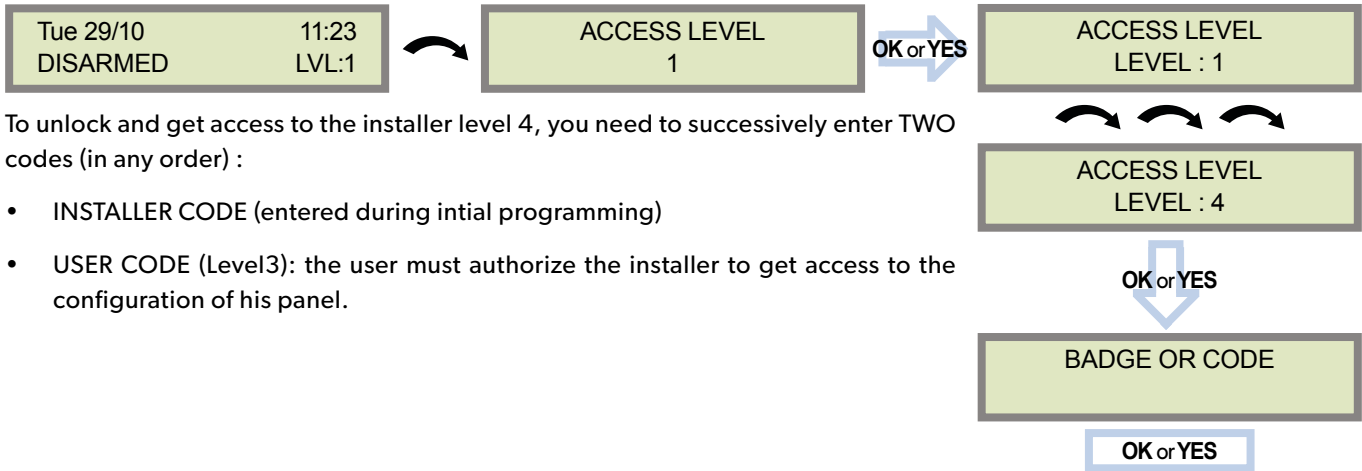 Tue 29/10 11:23
DISARMED LVL:1
ACCESS LEVEL
1
OK or YES
ACCESS LEVEL
LEVEL : 1
To unlock and get access to the installer level 4, you need to successively enter TWO
codes (in any order) :
• INSTALLER CODE (entered during intial programming)
• USER CODE (Level3): the user must authorize the installer to get access to the
configuration of his panel.
ACCESS LEVEL
LEVEL : 4
OK or YES
BADGE OR CODE
OK or YES